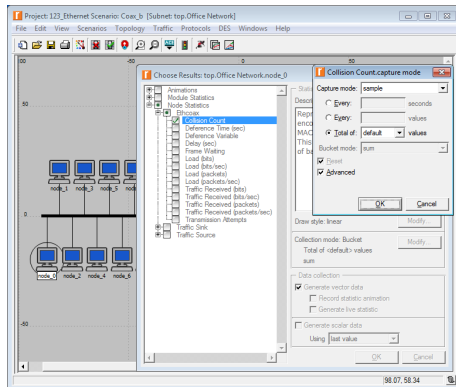 Project: 123_Ethernet Scenario: Coax_b [Subnet: top.Office Network]
File Edit View Scenarios Topology Traffic Protocols DES Windows Help
100
-50
0
50
50
0
-50
node_1 node_3 node_5
node_0 node_2 node_4 node_6
Choose Results: top.Office Network.node_0
Animations
Module Statistics
Node Statistics
Ethcoax
Collision Count
Deference Time (sec)
Deference Variable
Delay (sec)
Frame Waiting
Load (bits)
Load (bits/sec)
Load (packets)
Load (packets/sec)
Traffic Received (bits)
Traffic Received (bits/sec)
Traffic Received (packets)
Traffic Received (packets/sec)
Transmission Attempts
Traffic Sink
Traffic Source
Repr
enco
MAC
This
of ba
Draw style: linear
Modify...
Collection mode: Bucket
Modify...
Total of <default> values
sum
Data collection
Generate vector data
Record statistic animation
Generate live statistic
Generate scalar data
Using last value
OK Cancel
Collision Count.capture mode
Capture mode: sample
Every: seconds
Every: values
Total of: default values
Bucket mode: sum
Reset
Advanced
OK Cancel
98.07, 58.34